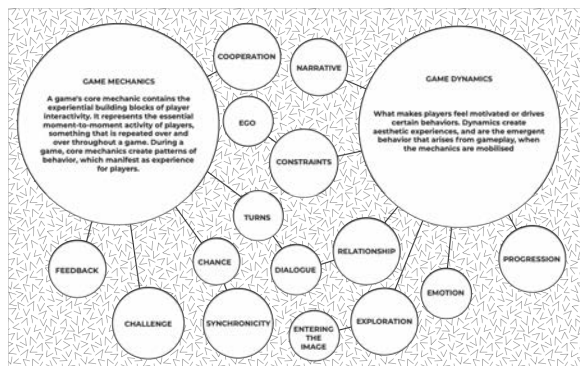 GAME MECHANICS
A game's core mechanic contains the
experiential building blocks of player
interactivity. It represents the essential
moment-to-moment activity of players,
something that is repeated over and
over throughout a game. During a
game, core mechanics create patterns of
behavior, which manifest as experience
for players.
COOPERATION
NARRATIVE
EGO
CONSTRAINTS
GAME DYNAMICS
What makes players feel motivated or drives
certain behaviors. Dynamics create
aesthetic experiences, and are the emergent
behavior that arises from gameplay, when
the mechanics are mobilised
TURNS
FEEDBACK
CHANCE
DIALOGUE
RELATIONSHIP
PROGRESSION
EMOTION
CHALLENGE
SYNCHRONICITY
ENTERING
THE
IMAGE
EXPLORATION